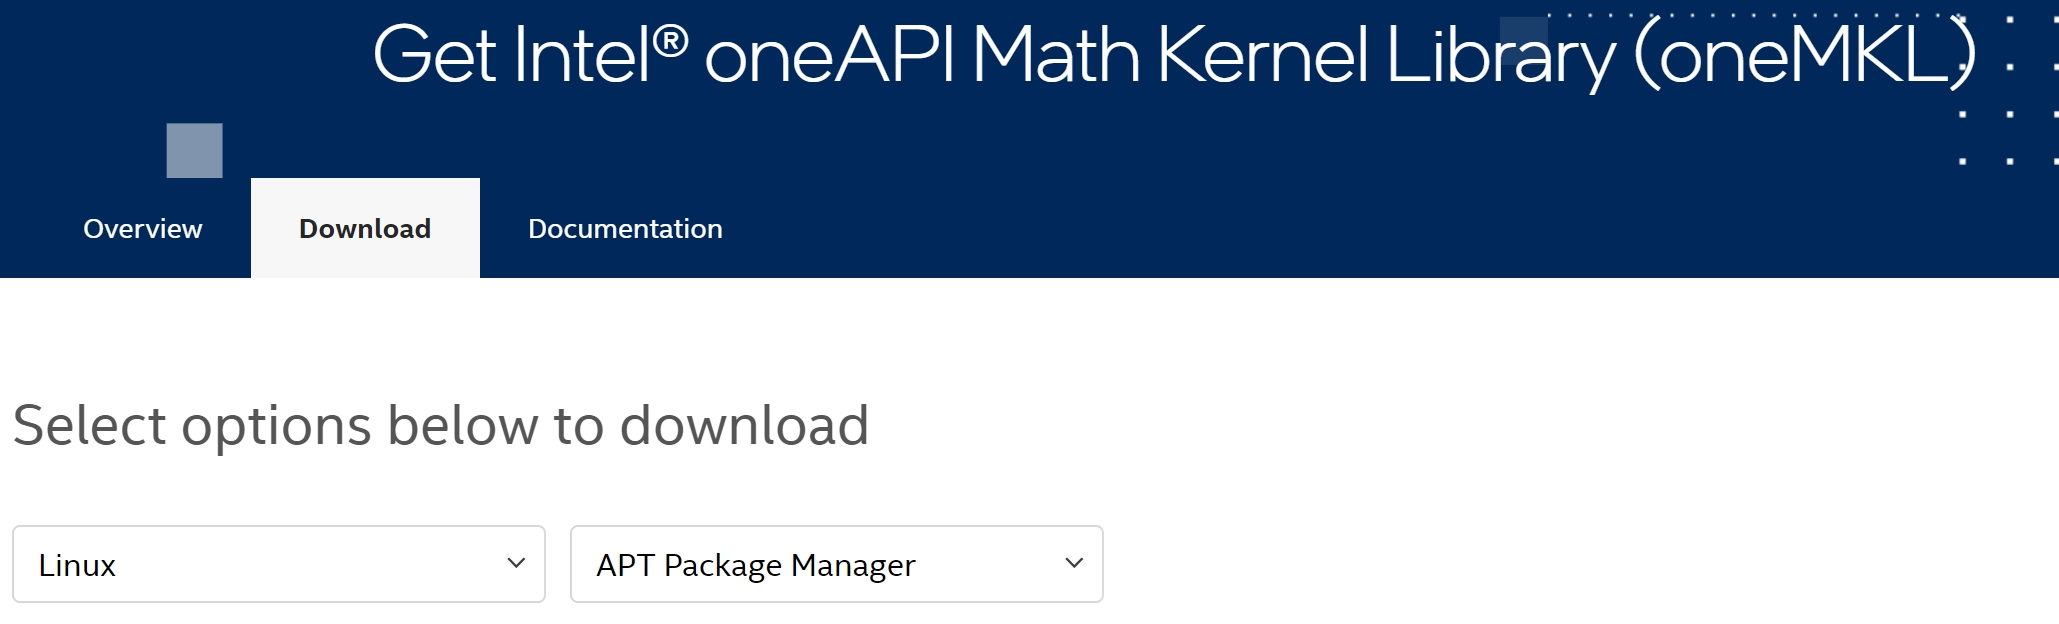 Get Intel® oneAPI Math Kernel Library (oneMKL)
Overview Download Documentation
Select options below to download
Linux APT Package Manager